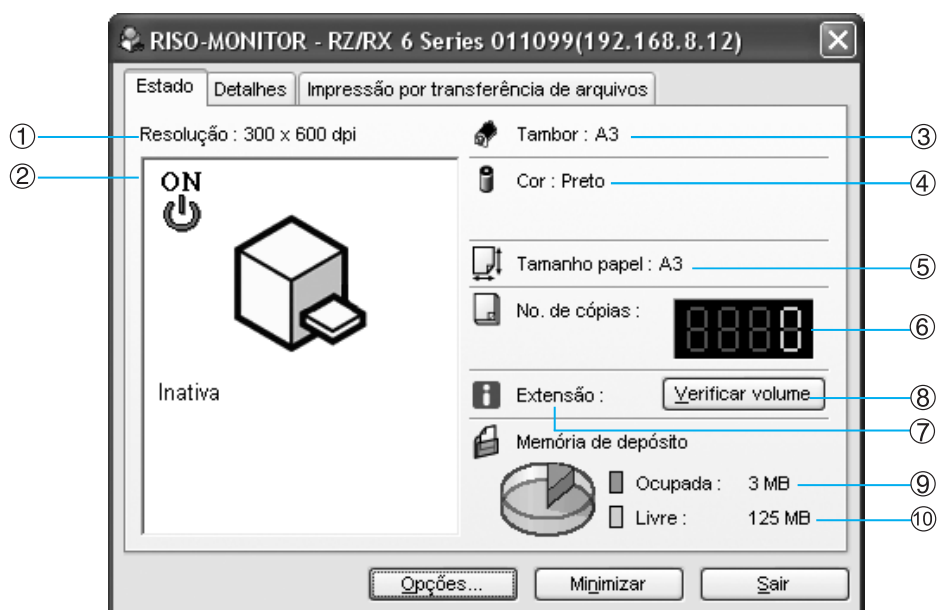 RISO-MONITOR - RZ/RX 6 Series 011099(192.168.8.12)
Estado Detalhes Impressão por transferência de arquivos
① Resolução : 300 x 600 dpi
②
ON
Inativa
Tambor : A3 ③
Cor : Preto ④
Tamanho papel : A3 ⑤
No. de cópias : 0 ⑥
Extensão : Verificar volume ⑧
⑦
Memória de depósito
Ocupada : 3 MB ⑨
Livre : 125 MB ⑩
Opções... Minimizar Sair